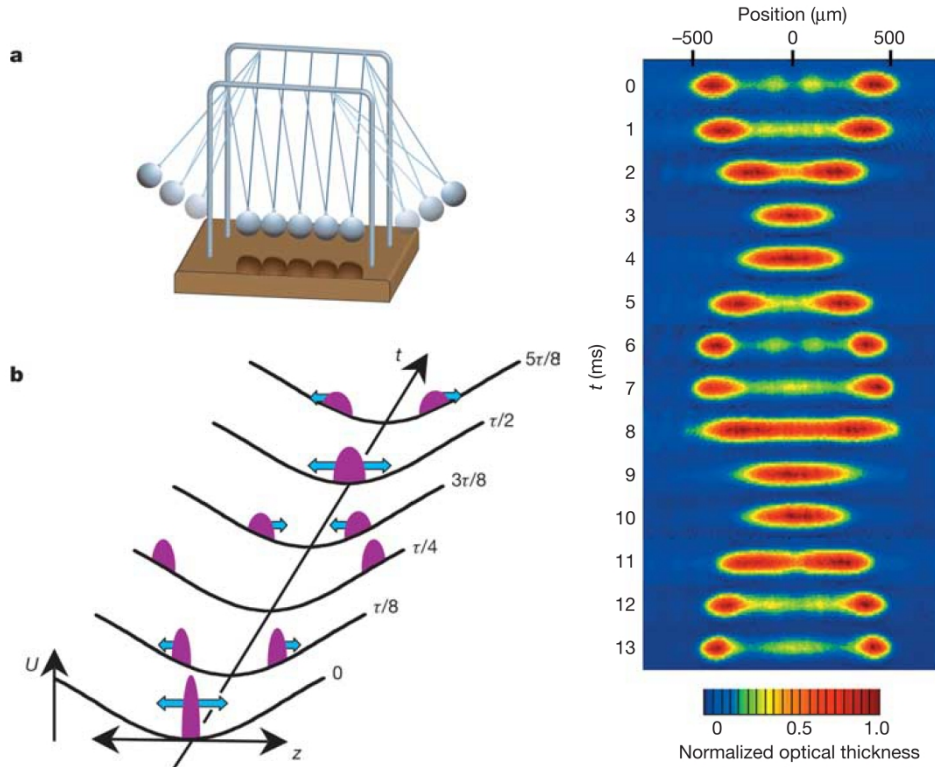 a
b
t
5τ/8
τ/2
3τ/8
τ/4
τ/8
0
U
z
Position (μm)
–500 0 500
t (ms)
0
1
2
3
4
5
6
7
8
9
10
11
12
13
0 0.5 1.0
Normalized optical thickness